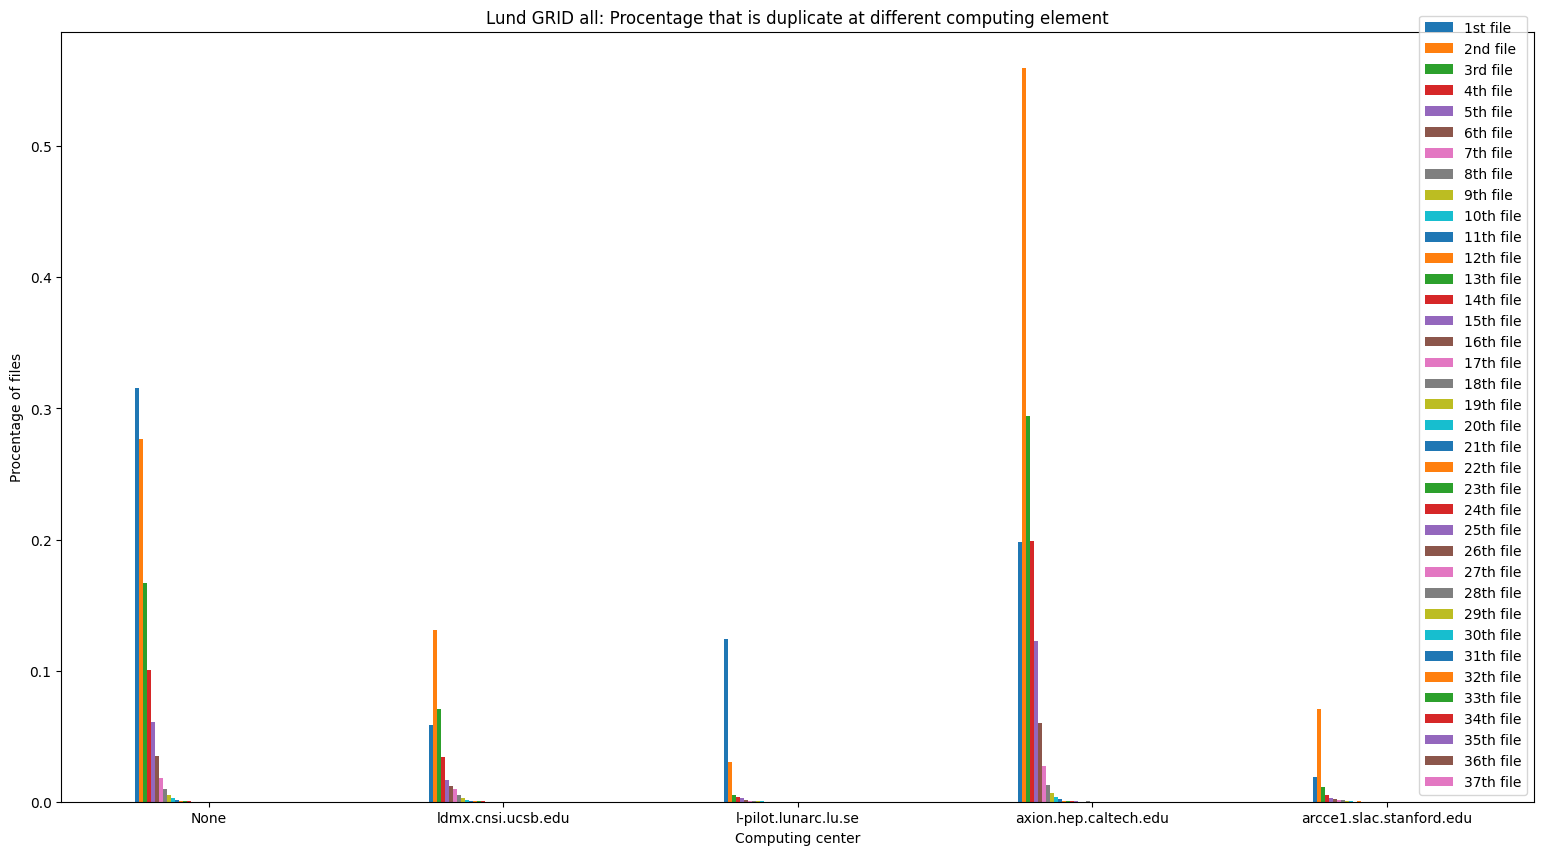 Lund GRID all: Procentage that is duplicate at different computing element
Procentage of files
0.5
0.4
0.3
0.2
0.1
0.0
None
ldmx.cnsi.ucsb.edu
l-pilot.lunarc.lu.se
axion.hep.caltech.edu
arcce1.slac.stanford.edu
Computing center
1st file
2nd file
3rd file
4th file
5th file
6th file
7th file
8th file
9th file
10th file
11th file
12th file
13th file
14th file
15th file
16th file
17th file
18th file
19th file
20th file
21th file
22th file
23th file
24th file
25th file
26th file
27th file
28th file
29th file
30th file
31th file
32th file
33th file
34th file
35th file
36th file
37th file